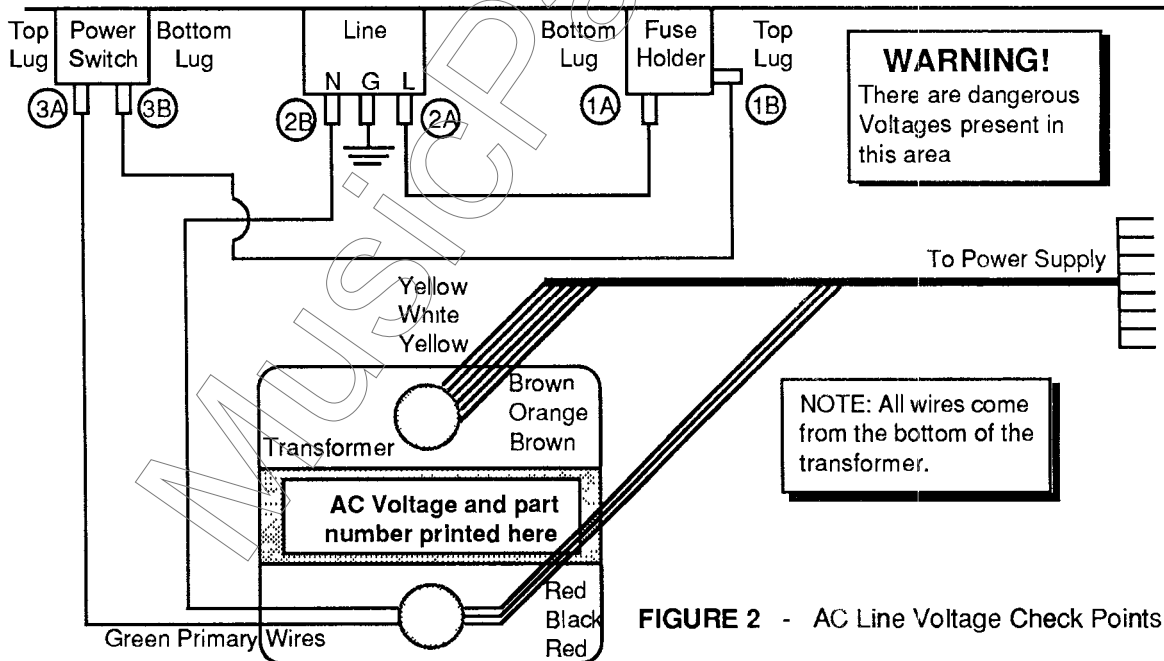 Top
Lug
Power
Switch
Bottom
Lug
Line
N G L
Bottom
Lug
Fuse
Holder
Top
Lug
3A
3B
2B
2A
1A
1B
WARNING!
There are dangerous
Voltages present in
this area
To Power Supply
Yellow
White
Yellow
Brown
Orange
Brown
Transformer
AC Voltage and part
number printed here
NOTE: All wires come
from the bottom of the
transformer.
Red
Black
Red
Green Primary Wires
FIGURE 2 - AC Line Voltage Check Points